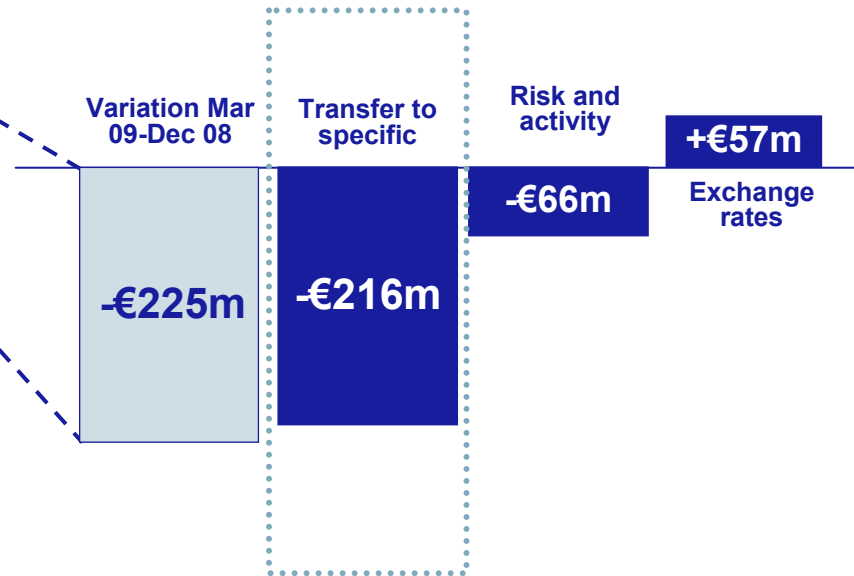 Variation Mar
09-Dec 08
-€225m
Transfer to
specific
-€216m
Risk and
activity
-€66m
+€57m
Exchange
rates